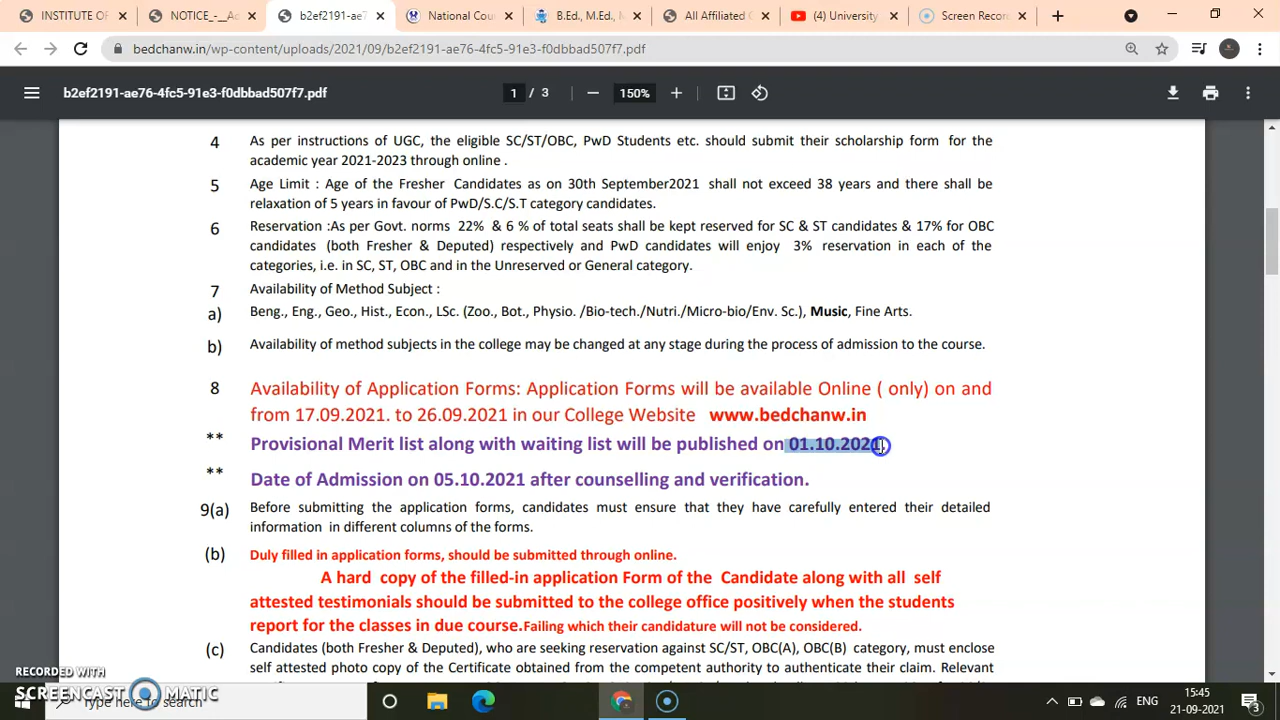 INSTITUTE OF
NOTICE_-__Ad
b2ef2191-ae7
National Cou
B.Ed., M.Ed., M
All Affiliated C
(4) University
Screen Recor
bedchanw.in/wp-content/uploads/2021/09/b2ef2191-ae76-4fc5-91e3-f0dbbad507f7.pdf
b2ef2191-ae76-4fc5-91e3-f0dbbad507f7.pdf
1 / 3
150%
4 As per instructions of UGC, the eligible SC/ST/OBC, PwD Students etc. should submit their scholarship form for the
academic year 2021-2023 through online .
5 Age Limit : Age of the Fresher Candidates as on 30th September2021 shall not exceed 38 years and there shall be
relaxation of 5 years in favour of PwD/S.C/S.T category candidates.
6 Reservation :As per Govt. norms 22% & 6 % of total seats shall be kept reserved for SC & ST candidates & 17% for OBC
candidates (both Fresher & Deputed) respectively and PwD candidates will enjoy 3% reservation in each of the
categories, i.e. in SC, ST, OBC and in the Unreserved or General category.
7 Availability of Method Subject :
a) Beng., Eng., Geo., Hist., Econ., LSc. (Zoo., Bot., Physio. /Bio-tech./Nutri./Micro-bio/Env. Sc.), Music, Fine Arts.
b) Availability of method subjects in the college may be changed at any stage during the process of admission to the course.
8 Availability of Application Forms: Application Forms will be available Online ( only) on and
from 17.09.2021. to 26.09.2021 in our College Website www.bedchanw.in
** Provisional Merit list along with waiting list will be published on 01.10.2021.
** Date of Admission on 05.10.2021 after counselling and verification.
9(a) Before submitting the application forms, candidates must ensure that they have carefully entered their detailed
information in different columns of the forms.
(b) Duly filled in application forms, should be submitted through online.
A hard copy of the filled-in application Form of the Candidate along with all self
attested testimonials should be submitted to the college office positively when the students
report for the classes in due course.Failing which their candidature will not be considered.
(c) Candidates (both Fresher & Deputed), who are seeking reservation against SC/ST, OBC(A), OBC(B) category, must enclose
self attested photo copy of the Certificate obtained from the competent authority to authenticate their claim. Relevant
RECORDED WITH
SCREENCAST MATIC
Type here to search
ENG
15:45
21-09-2021
3